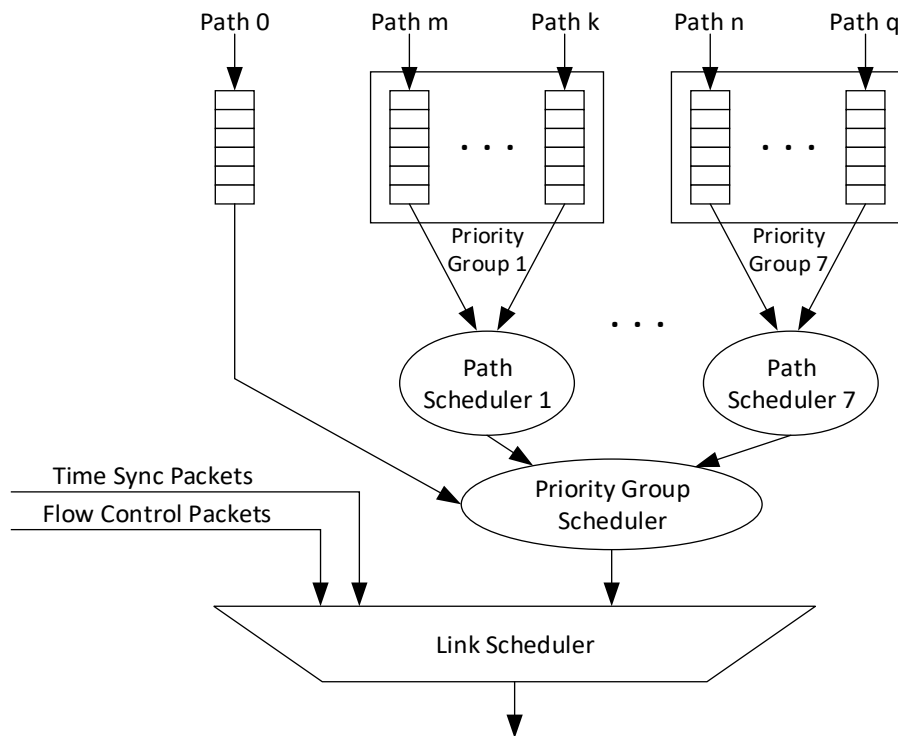 Path 0
Path m
Path k
Path n
Path q
. . .
. . .
Priority
Group 1
Priority
Group 7
. . .
Path
Scheduler 1
Path
Scheduler 7
Time Sync Packets
Flow Control Packets
Priority Group
Scheduler
Link Scheduler